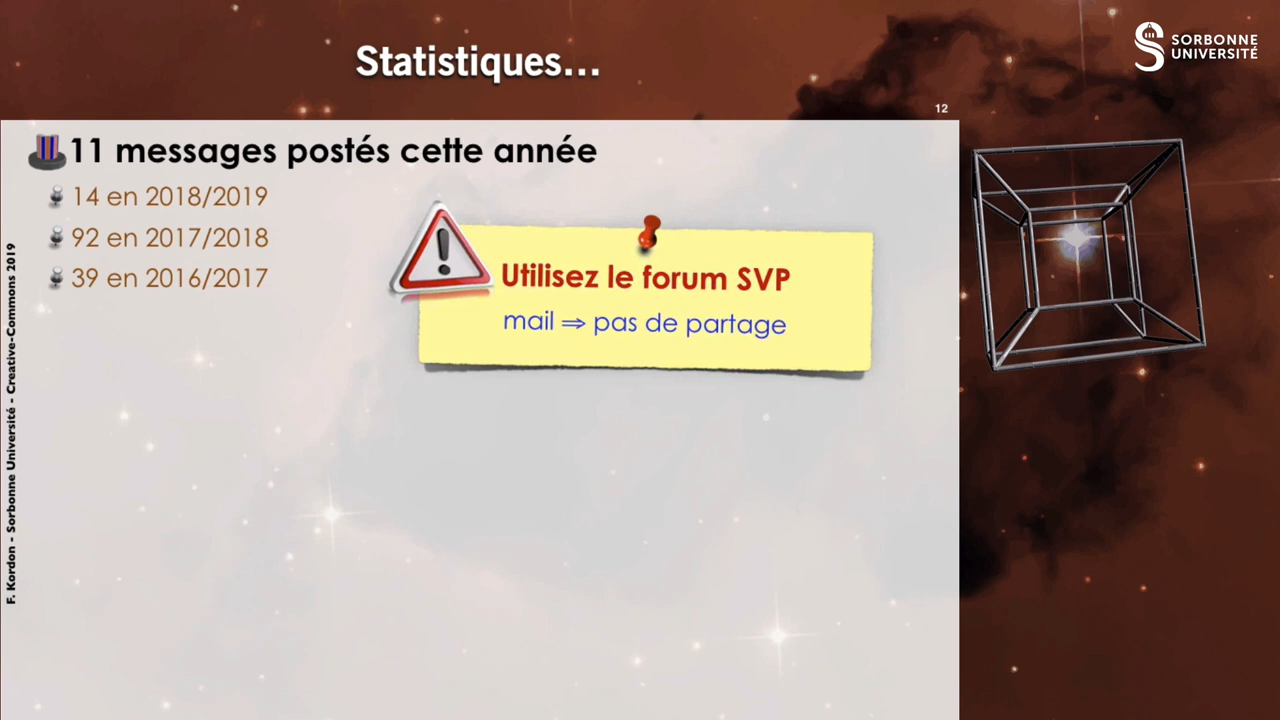 Statistiques...
SORBONNE
UNIVERSITÉ
12
11 messages postés cette année
14 en 2018/2019
92 en 2017/2018
39 en 2016/2017
Utilisez le forum SVP
mail ⇒ pas de partage
F. Kordon - Sorbonne Université - Creative-Commons 2019